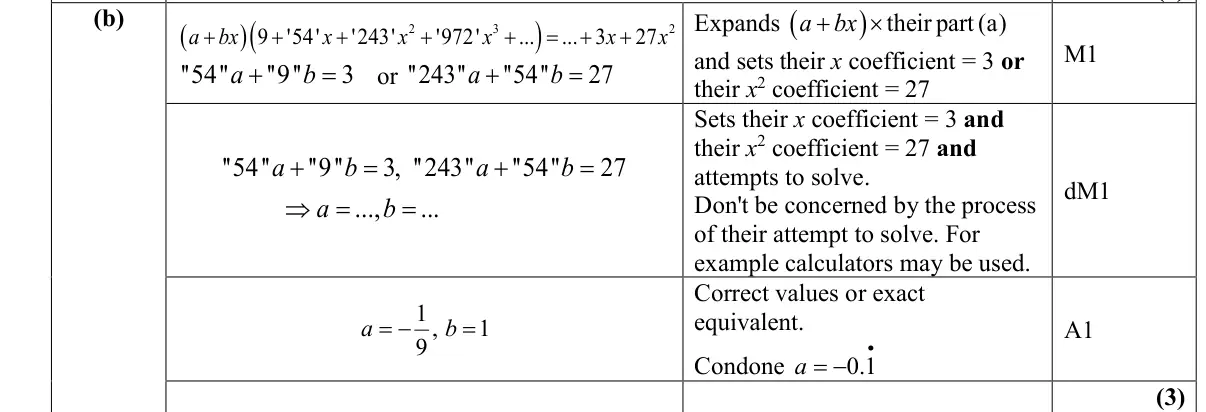 (b)
(a + bx)(9 + '54'x + '243'x² + '972'x³ + ...) = ... + 3x + 27x²
"54"a + "9"b = 3 or "243"a + "54"b = 27
Expands (a + bx) × their part (a)
and sets their x coefficient = 3 or
their x² coefficient = 27
M1
"54"a + "9"b = 3, "243"a + "54"b = 27
⇒ a = ..., b = ...
Sets their x coefficient = 3 and
their x² coefficient = 27 and
attempts to solve.
Don't be concerned by the process
of their attempt to solve. For
example calculators may be used.
dM1
a = −1/9, b = 1
Correct values or exact
equivalent.
Condone a = −0.1̇
A1
(3)